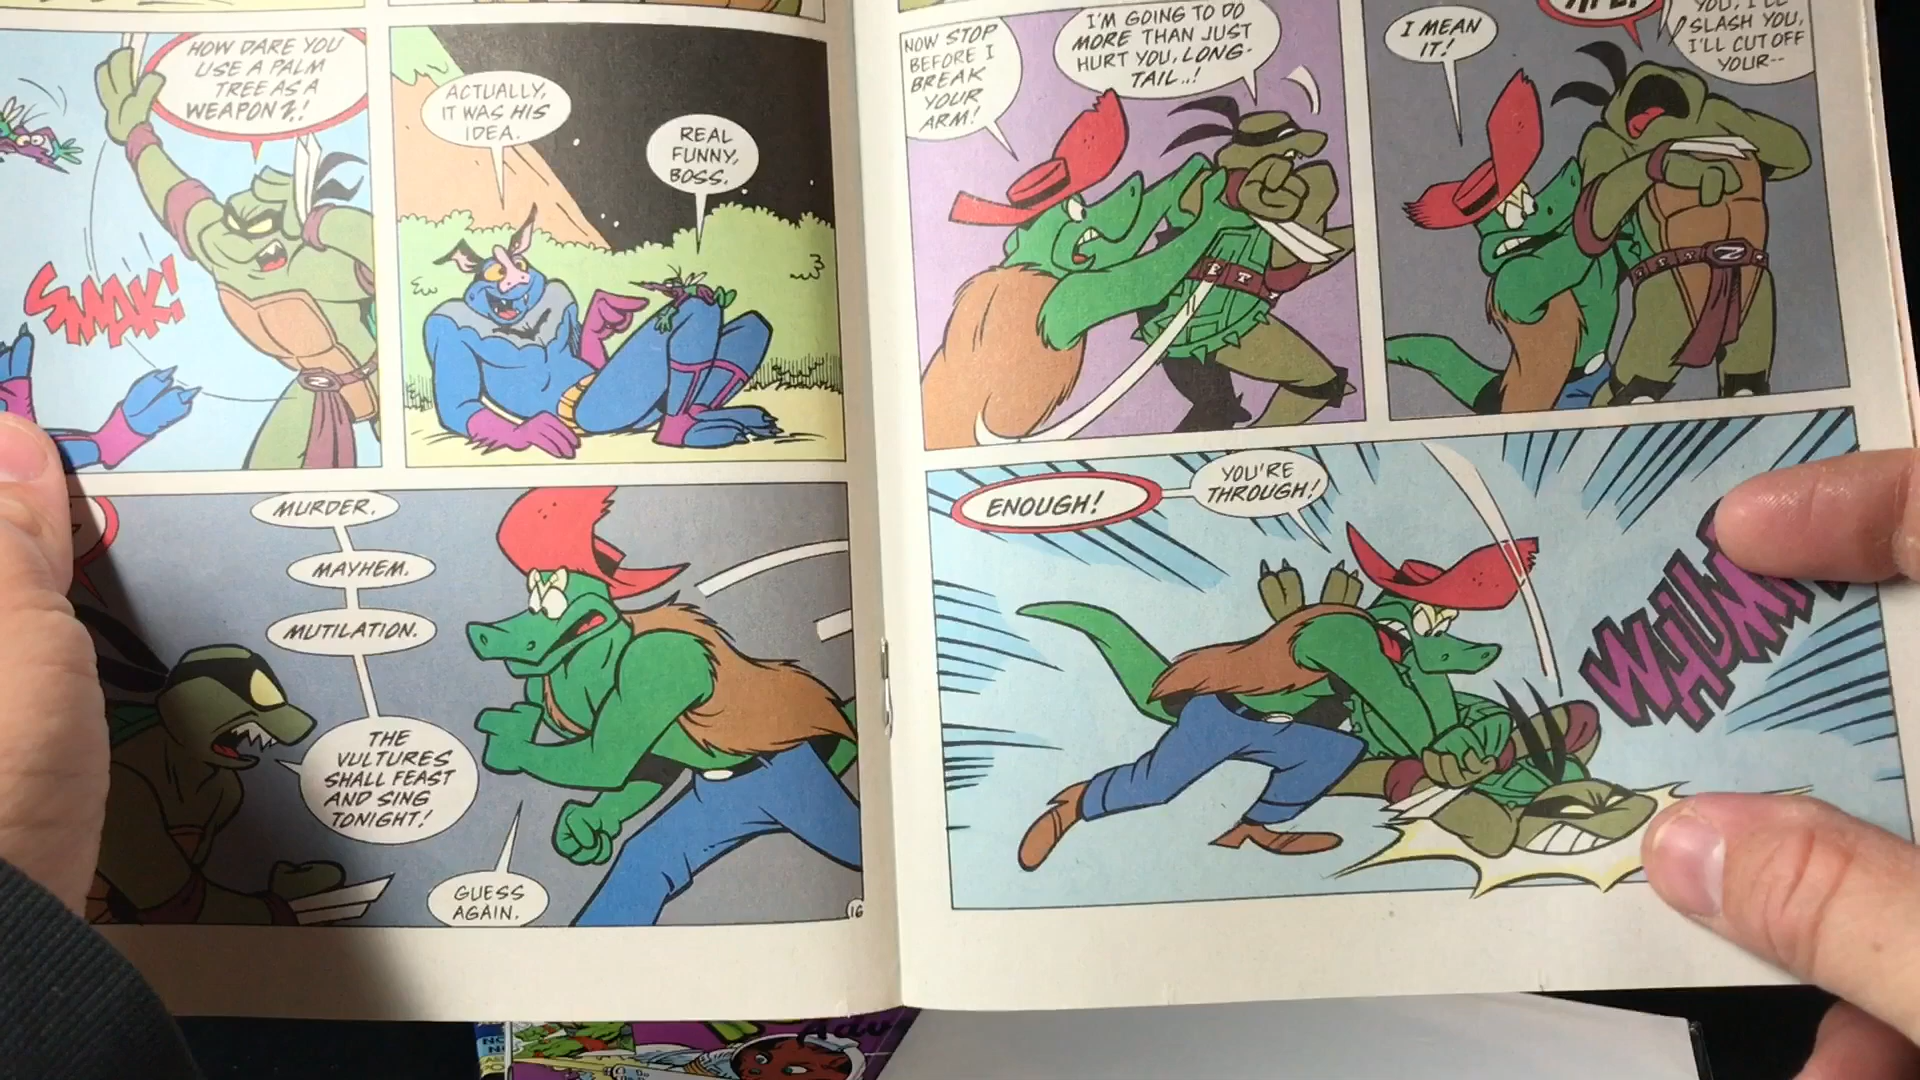 HOW DARE YOU
USE A PALM
TREE AS A
WEAPON?!
SMAK!
Z
ACTUALLY,
IT WAS HIS
IDEA.
REAL
FUNNY,
BOSS.
MURDER.
MAYHEM.
MUTILATION.
THE
VULTURES
SHALL FEAST
AND SING
TONIGHT!
GUESS
AGAIN.
16
NOW STOP
BEFORE I
BREAK
YOUR
ARM!
I'M GOING TO DO
MORE THAN JUST
HURT YOU, LONG-
TAIL..!
I MEAN
IT!
YOU, I'LL
SLASH YOU,
I'LL CUT OFF
YOUR--
Z
ENOUGH!
YOU'RE
THROUGH!